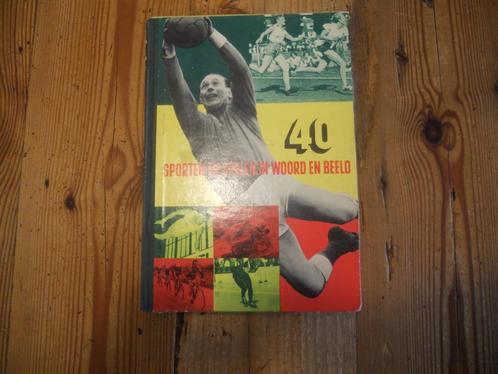 40
SPORTEN IN WOORD EN BEELD